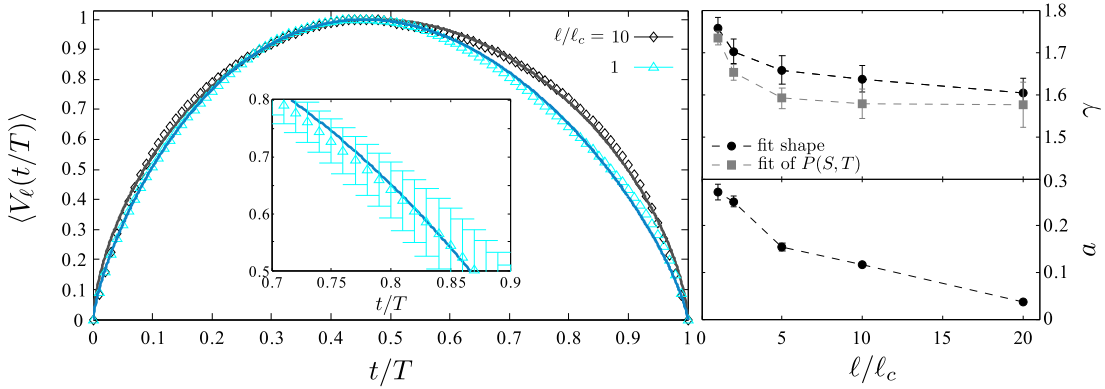 ⟨V_ℓ(t/T)⟩
1
0.9
0.8
0.7
0.6
0.5
0.4
0.3
0.2
0.1
0
0 0.1 0.2 0.3 0.4 0.5 0.6 0.7 0.8 0.9 1
t/T
ℓ/ℓ_c = 10
1
0.8
0.7
0.6
0.5
0.7 0.75 0.8 0.85 0.9
t/T
1.8
1.7
1.6
1.5
γ
fit shape
fit of P(S,T)
0.3
0.2
0.1
0
a
0 5 10 15 20
ℓ/ℓ_c